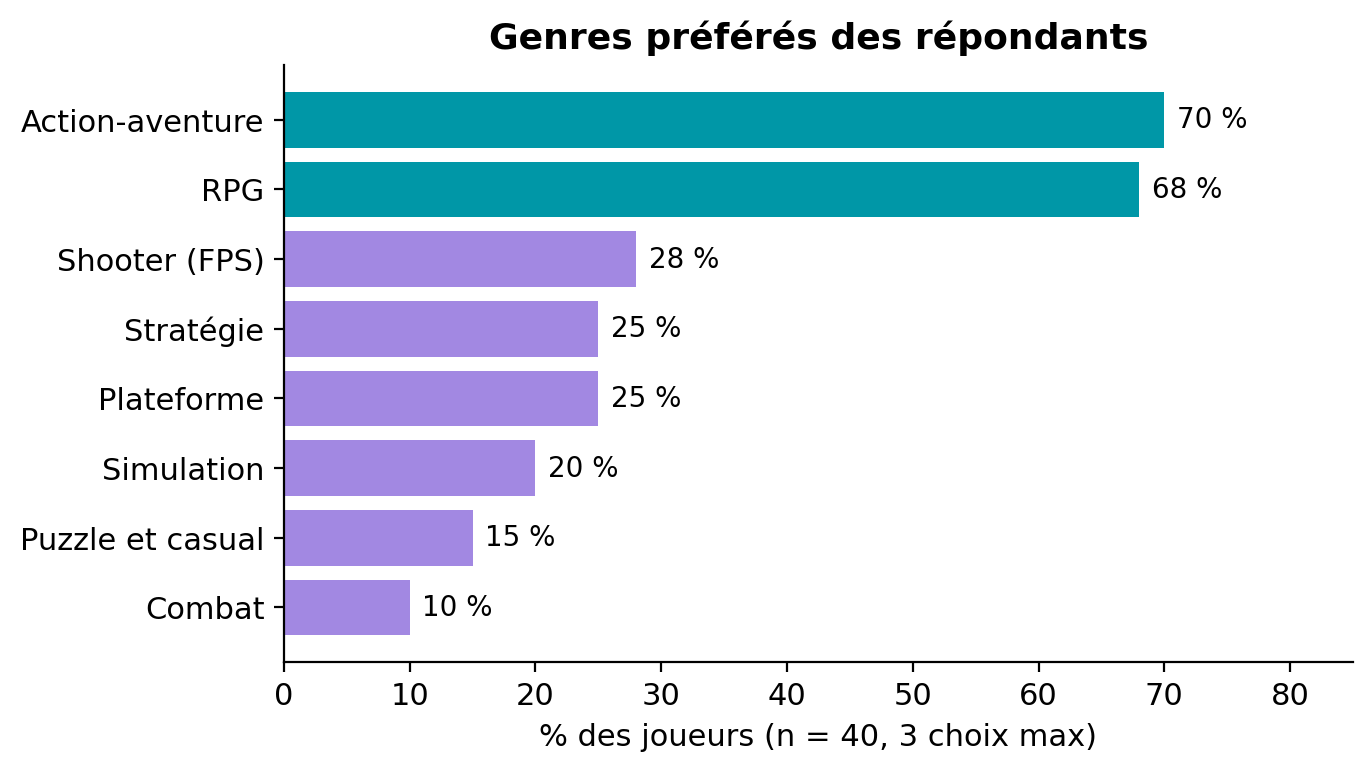 Genres préférés des répondants
Action-aventure 70 %
RPG 68 %
Shooter (FPS) 28 %
Stratégie 25 %
Plateforme 25 %
Simulation 20 %
Puzzle et casual 15 %
Combat 10 %
0 10 20 30 40 50 60 70 80
% des joueurs (n = 40, 3 choix max)